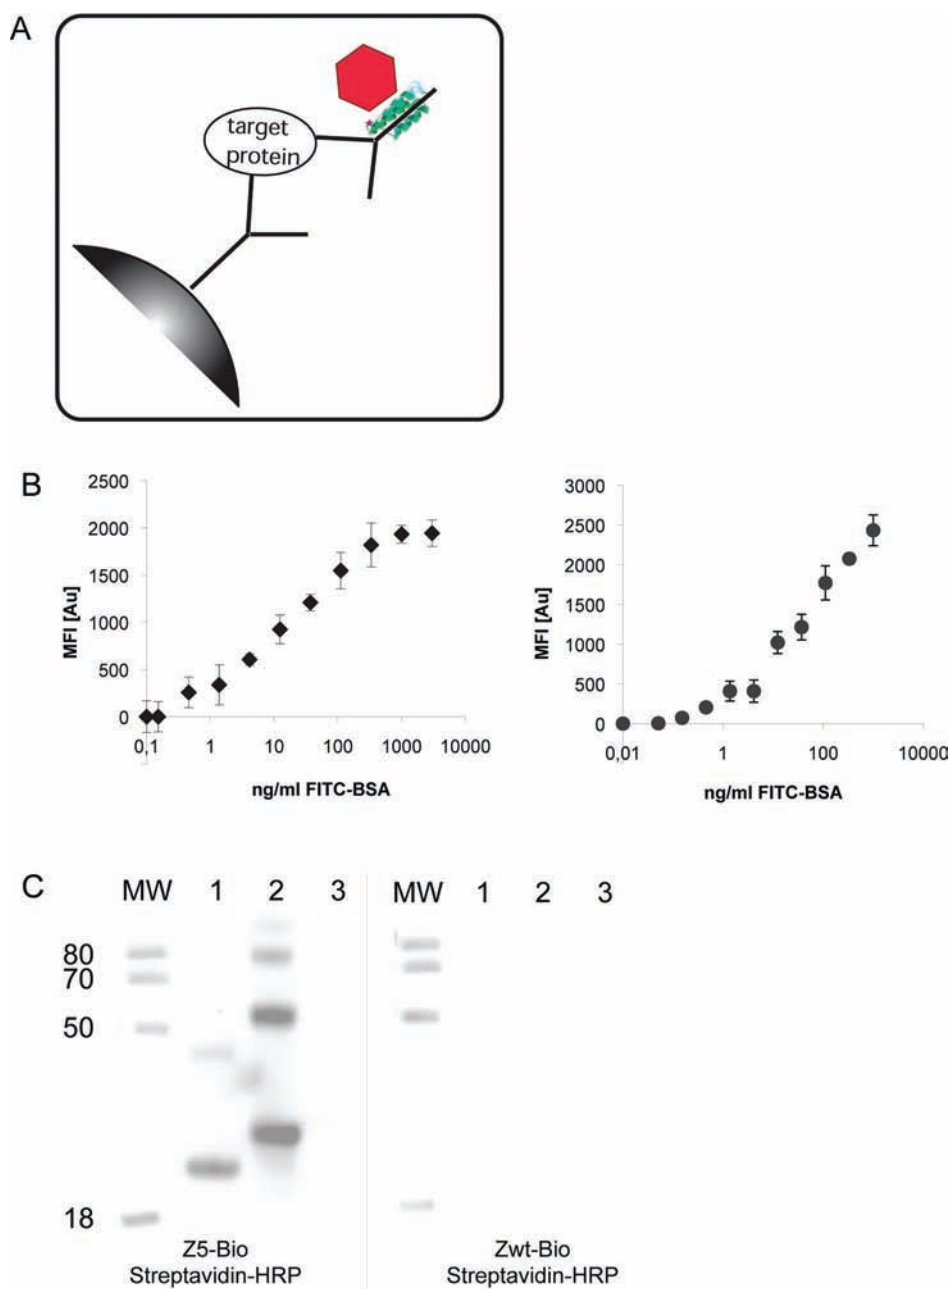 A
target
protein
B
2500
2000
1500
1000
500
0
MFI [Au]
0,1
1
10
100
1000
10000
ng/ml FITC-BSA
3000
2500
2000
1500
1000
500
0
MFI [Au]
0,01
1
100
10000
ng/ml FITC-BSA
C
MW 1 2 3
80
70
50
18
Z5-Bio
Streptavidin-HRP
MW 1 2 3
Zwt-Bio
Streptavidin-HRP